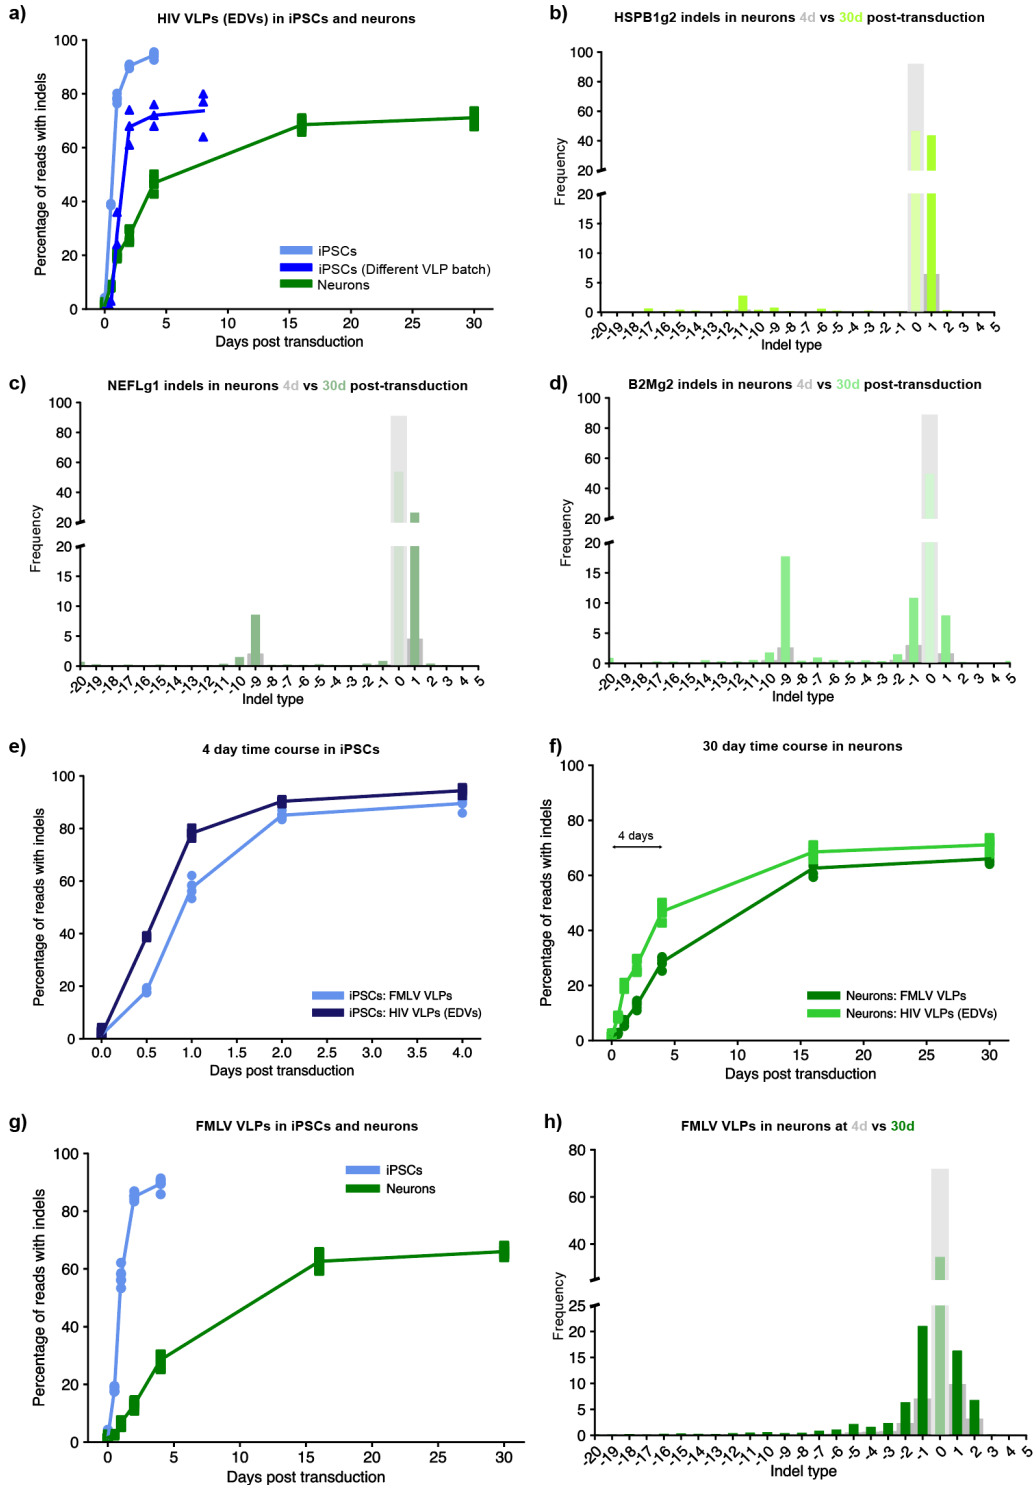 a)
HIV VLPs (EDVs) in iPSCs and neurons
Percentage of reads with indels
100
80
60
40
20
0
iPSCs
iPSCs (Different VLP batch)
Neurons
0 5 10 15 20 25 30
Days post transduction
b)
HSPB1g2 indels in neurons 4d vs 30d post-transduction
Frequency
100
80
60
40
20
20
15
10
5
0
-20 -19 -18 -17 -16 -15 -14 -13 -12 -11 -10 -9 -8 -7 -6 -5 -4 -3 -2 -1 0 1 2 3 4 5
Indel type
c)
NEFLg1 indels in neurons 4d vs 30d post-transduction
Frequency
100
80
60
40
20
20
15
10
5
0
-20 -19 -18 -17 -16 -15 -14 -13 -12 -11 -10 -9 -8 -7 -6 -5 -4 -3 -2 -1 0 1 2 3 4 5
Indel type
d)
B2Mg2 indels in neurons 4d vs 30d post-transduction
Frequency
100
80
60
40
20
20
15
10
5
0
-20 -19 -18 -17 -16 -15 -14 -13 -12 -11 -10 -9 -8 -7 -6 -5 -4 -3 -2 -1 0 1 2 3 4 5
Indel type
e)
4 day time course in iPSCs
Percentage of reads with indels
100
80
60
40
20
0
iPSCs: FMLV VLPs
iPSCs: HIV VLPs (EDVs)
0.0 0.5 1.0 1.5 2.0 2.5 3.0 3.5 4.0
Days post transduction
f)
30 day time course in neurons
Percentage of reads with indels
100
80
60
40
20
0
4 days
Neurons: FMLV VLPs
Neurons: HIV VLPs (EDVs)
0 5 10 15 20 25 30
Days post transduction
g)
FMLV VLPs in iPSCs and neurons
Percentage of reads with indels
100
80
60
40
20
0
iPSCs
Neurons
0 5 10 15 20 25 30
Days post transduction
h)
FMLV VLPs in neurons at 4d vs 30d
Frequency
80
60
40
25
20
15
10
5
0
-20 -19 -18 -17 -16 -15 -14 -13 -12 -11 -10 -9 -8 -7 -6 -5 -4 -3 -2 -1 0 1 2 3 4 5
Indel type